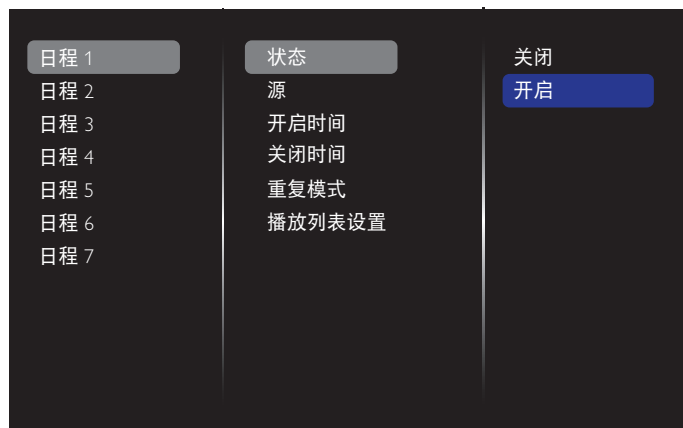 日程 1
日程 2
日程 3
日程 4
日程 5
日程 6
日程 7
状态
源
开启时间
关闭时间
重复模式
播放列表设置
关闭
开启